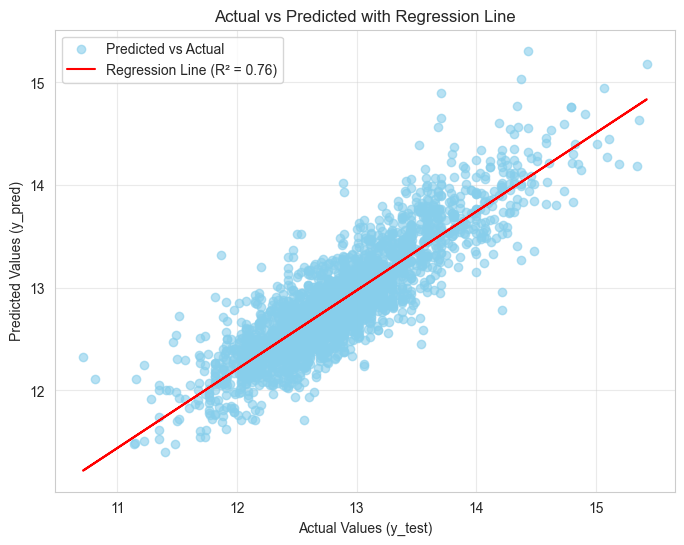 Actual vs Predicted with Regression Line
Predicted vs Actual
Regression Line (R² = 0.76)
Predicted Values (y_pred)
15
14
13
12
11
12
13
14
15
Actual Values (y_test)